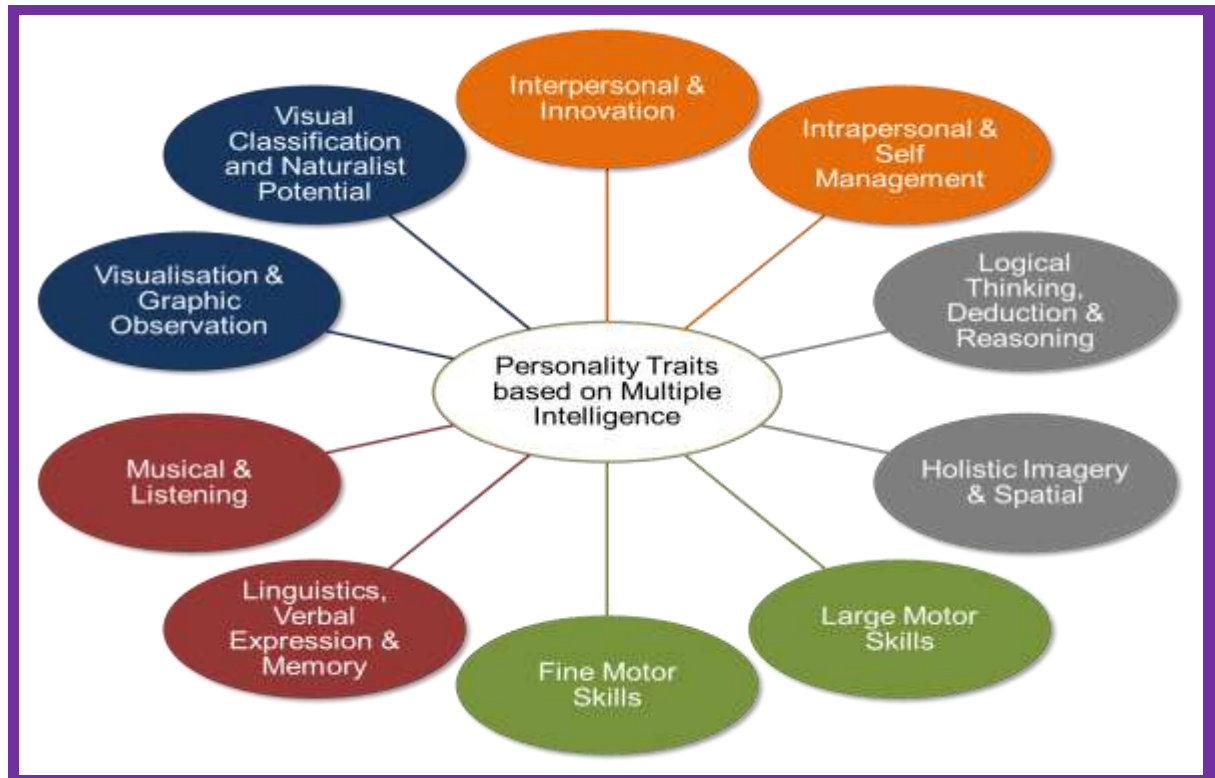 Interpersonal &
Innovation
Intrapersonal &
Self
Management
Logical
Thinking,
Deduction &
Reasoning
Holistic Imagery
& Spatial
Large Motor
Skills
Fine Motor
Skills
Linguistics,
Verbal
Expression &
Memory
Musical &
Listening
Visualisation &
Graphic
Observation
Visual
Classification
and Naturalist
Potential
Personality Traits
based on Multiple
Intelligence